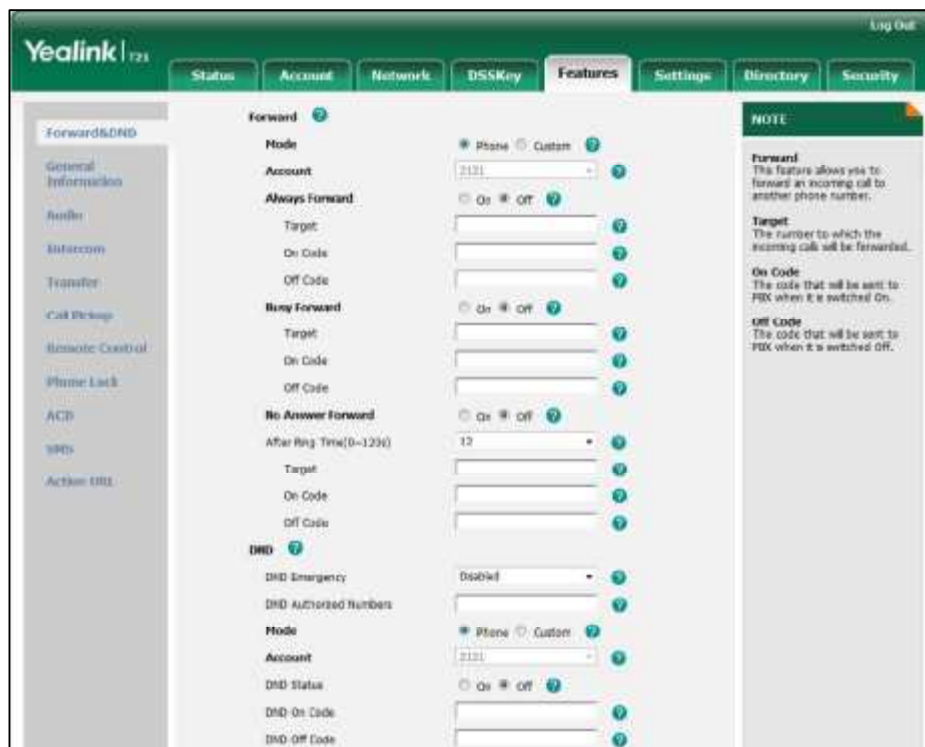 Log Out
Yealink | T23
Status Account Network DSSKey Features Settings Directory Security
Forward&DND
General Information
Audio
Intercom
Transfer
Call Pickup
Remote Control
Phone Lock
ACD
SMS
Action URL
Forward ?
Mode Phone Custom ?
Account 2121 ?
Always Forward On Off ?
Target ?
On Code ?
Off Code ?
Busy Forward On Off ?
Target ?
On Code ?
Off Code ?
No Answer Forward On Off ?
After Ring Time(0~120s) 12 ?
Target ?
On Code ?
Off Code ?
DND ?
DND Emergency Disabled ?
DND Authorized Numbers ?
Mode Phone Custom ?
Account 2121 ?
DND Status On Off ?
DND On Code ?
DND Off Code ?
NOTE
Forward
This feature allows you to
forward an incoming call to
another phone number.
Target
The number to which the
incoming calls will be forwarded.
On Code
The code that will be sent to
PBX when it is switched On.
Off Code
The code that will be sent to
PBX when it is switched Off.